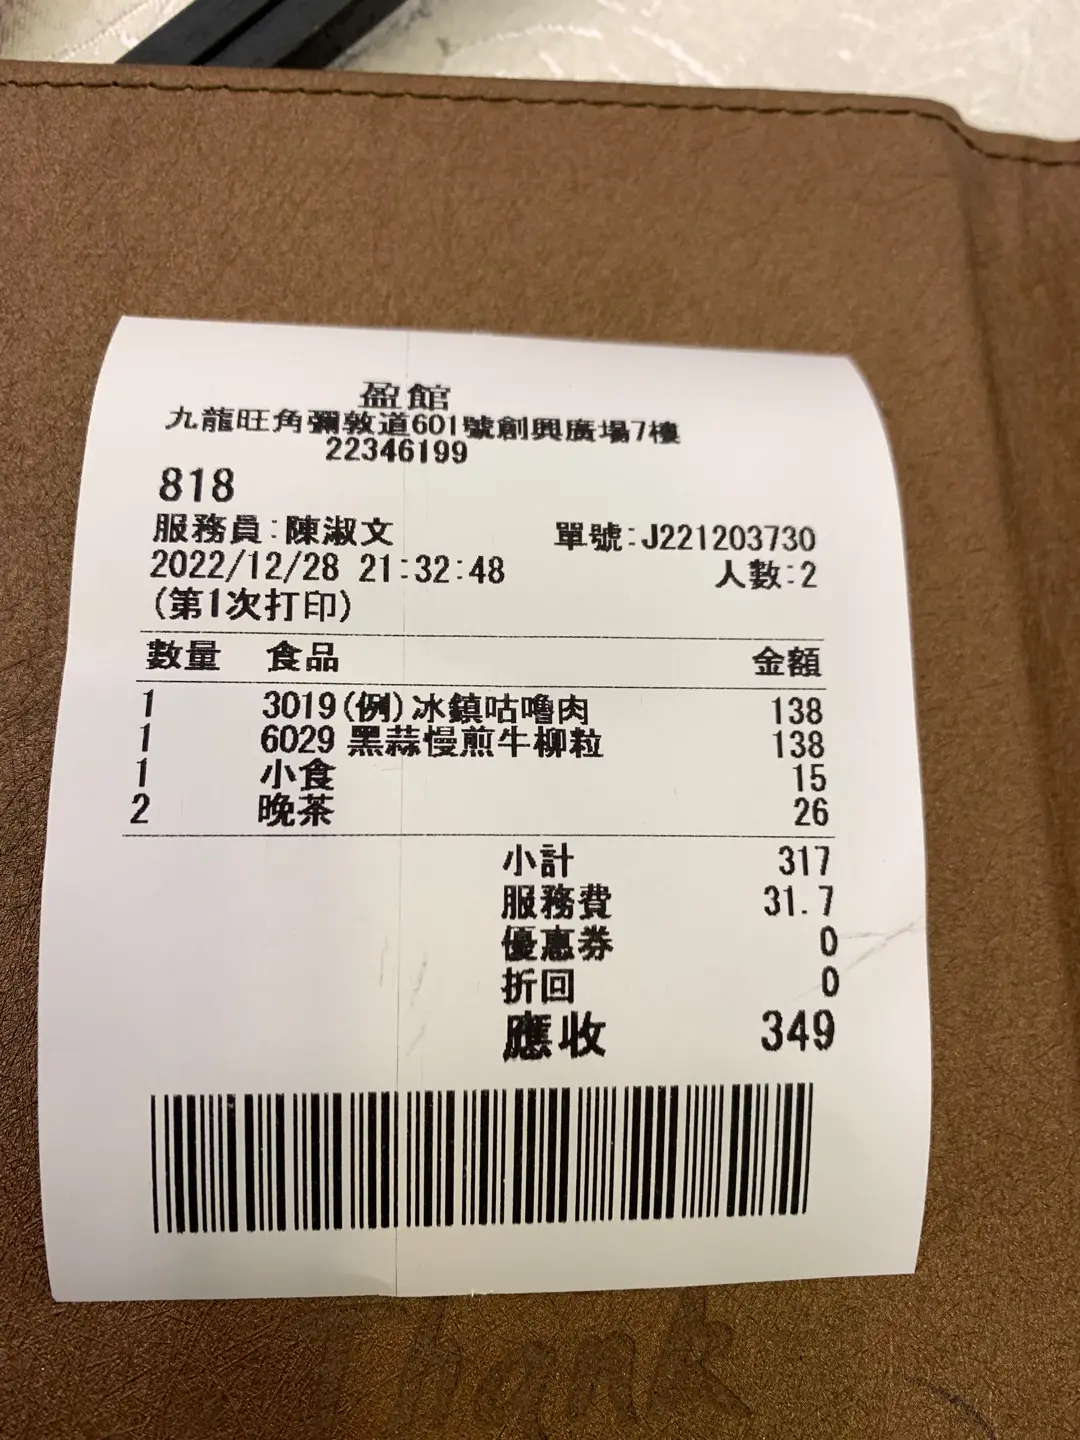 盈館
九龍旺角彌敦道601號創興廣場7樓
22346199
818
服務員:陳淑文 單號:J221203730
2022/12/28 21:32:48 人數:2
(第1次打印)
數量 食品 金額
1 3019(例)冰鎮咕嚕肉 138
1 6029 黑蒜慢煎牛柳粒 138
1 小食 15
2 晚茶 26
小計 317
服務費 31.7
優惠券 0
折回 0
應收 349
Thank